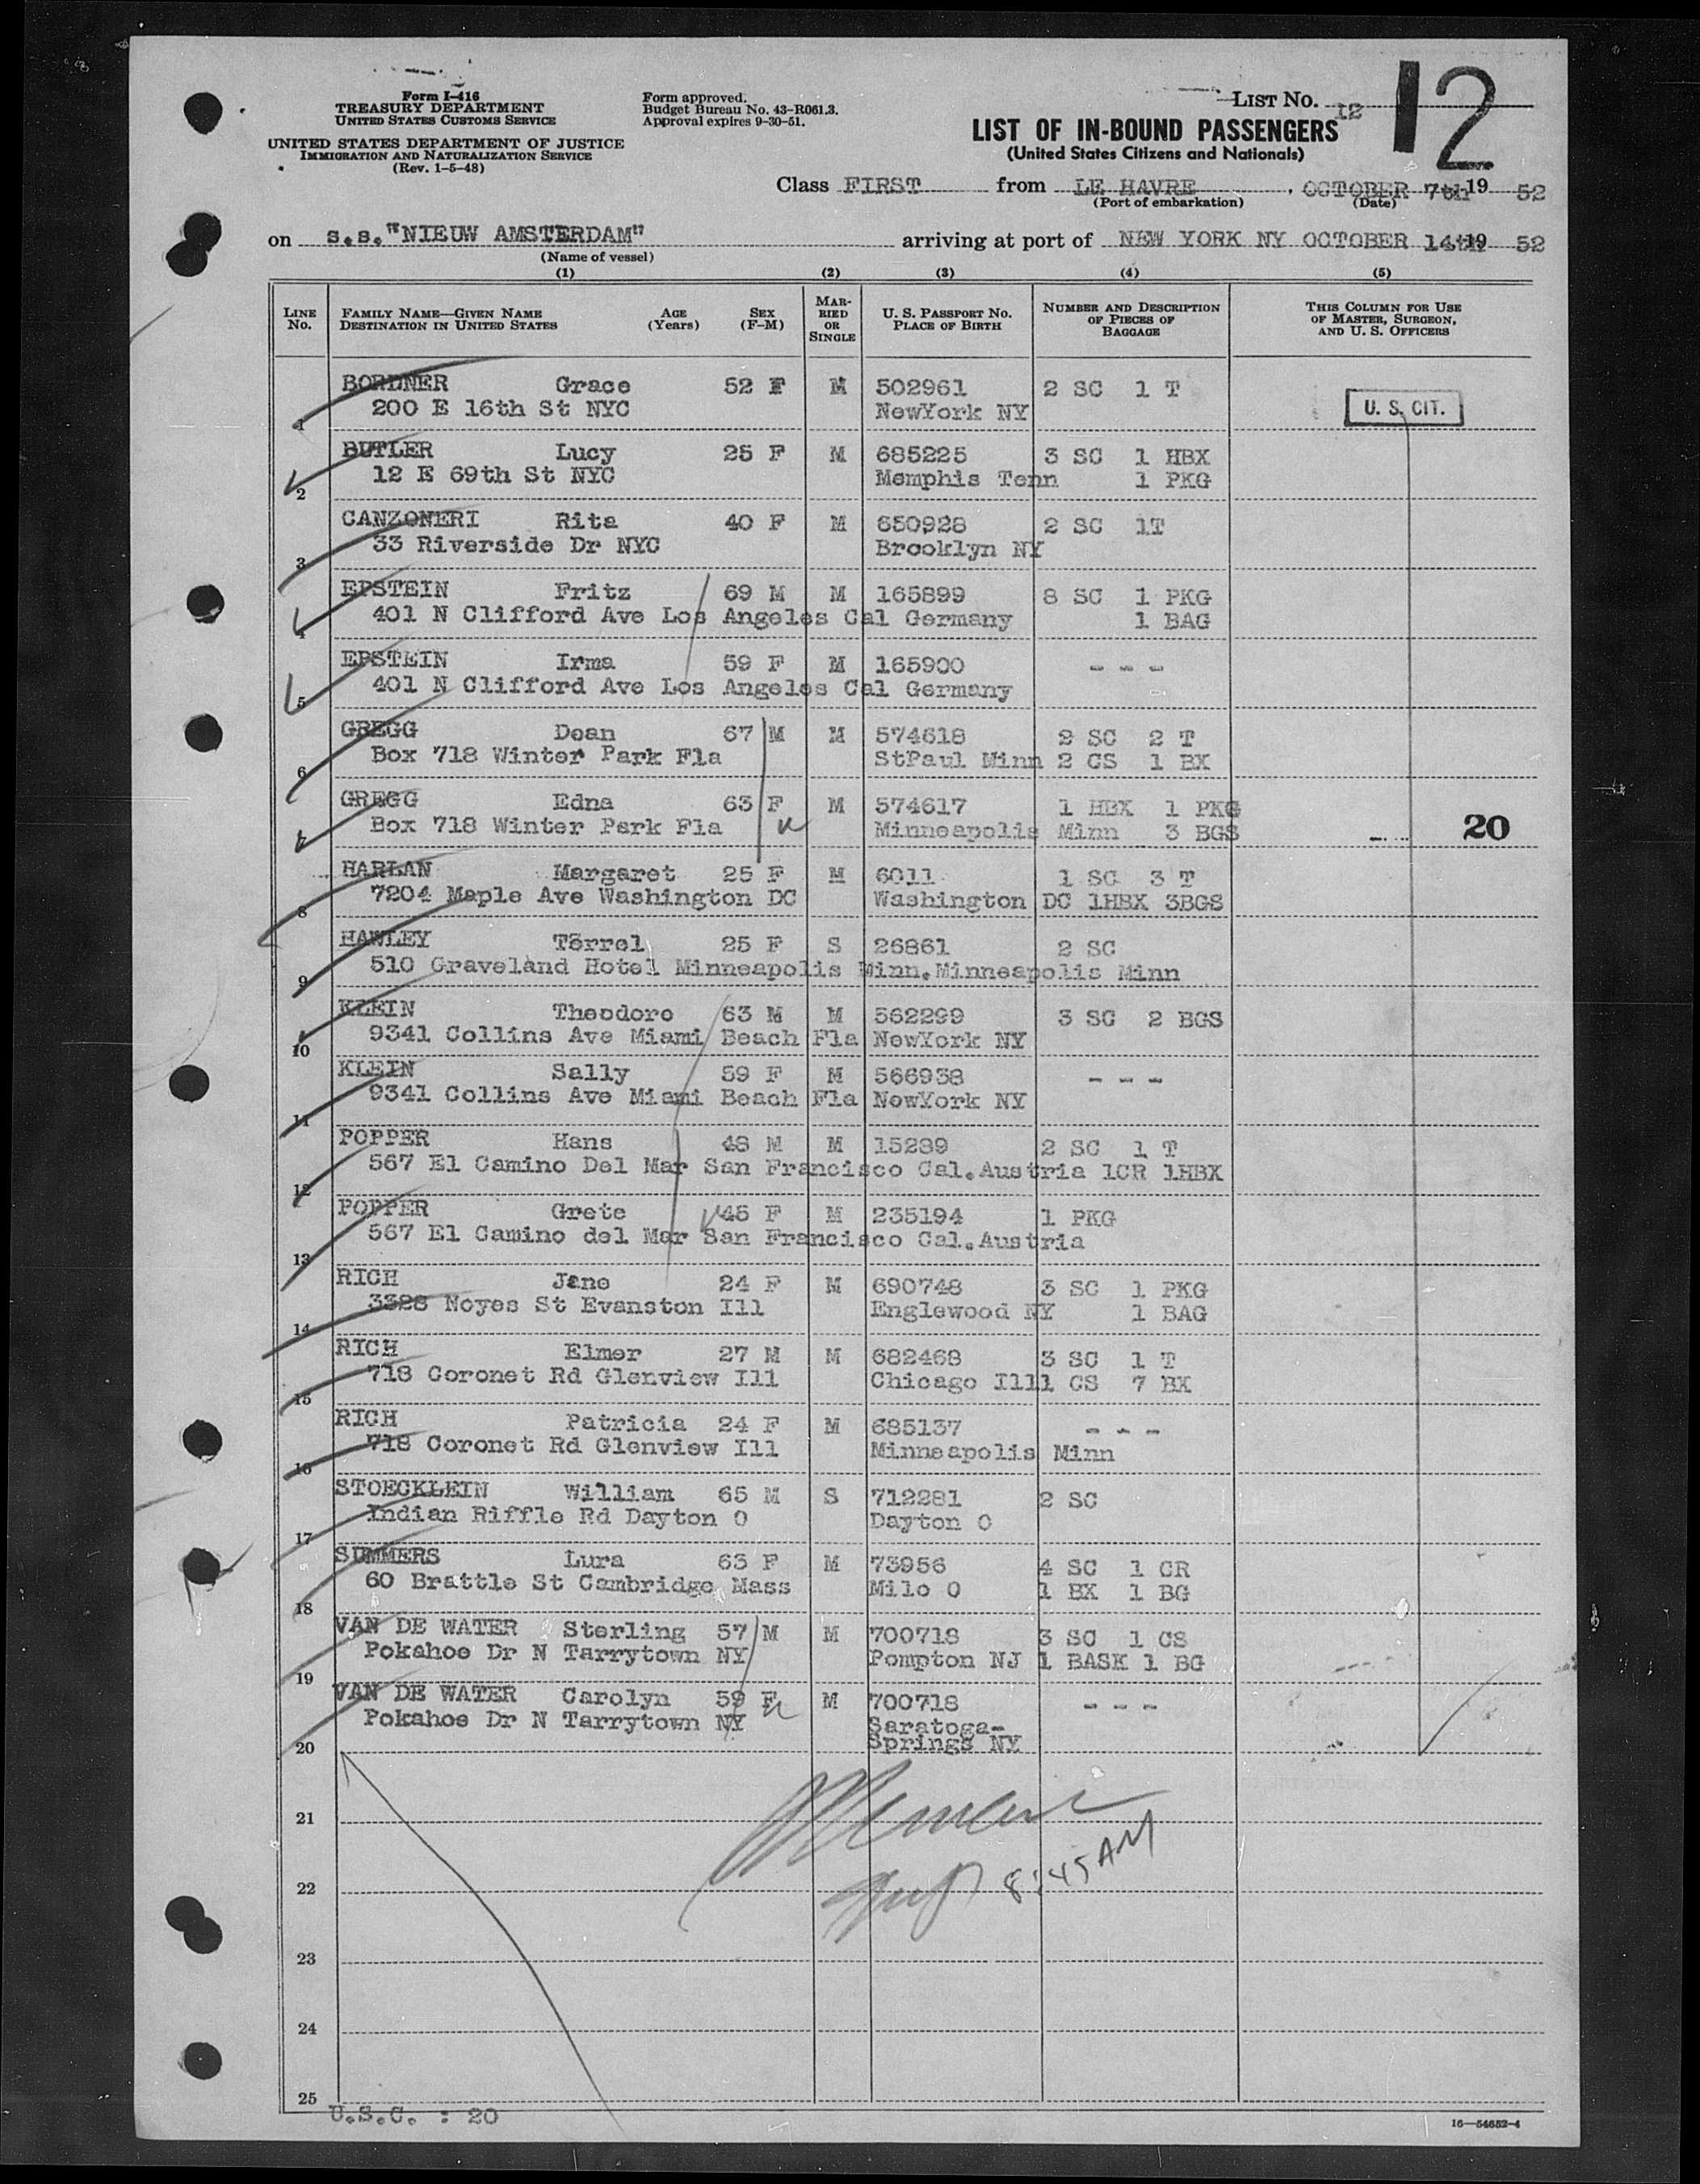 Form I-416
TREASURY DEPARTMENT
UNITED STATES CUSTOMS SERVICE
UNITED STATES DEPARTMENT OF JUSTICE
IMMIGRATION AND NATURALIZATION SERVICE
(Rev. 1-5-48)
Form approved.
Budget Bureau No. 43-R061.3.
Approval expires 9-30-51.
LIST No. 12 12
LIST OF IN-BOUND PASSENGERS
(United States Citizens and Nationals)
Class FIRST from LE HAVRE, OCTOBER 7th 19 52
(Port of embarkation) (Date)
on s.s."NIEUW AMSTERDAM" arriving at port of NEW YORK NY OCTOBER 14th 19 52
(Name of vessel)
(1) (2) (3) (4) (5)
LINE No. FAMILY NAME—GIVEN NAME DESTINATION IN UNITED STATES AGE (Years) SEX (F-M) MARRIED OR SINGLE U. S. PASSPORT No. PLACE OF BIRTH NUMBER AND DESCRIPTION OF PIECES OF BAGGAGE THIS COLUMN FOR USE OF MASTER, SURGEON, AND U. S. OFFICERS
BORDNER Grace 52 F M 502961 2 SC 1 T
1 200 E 16th St NYC NewYork NY U. S. CIT.
BUTLER Lucy 25 F M 685225 3 SC 1 HBX
2 12 E 69th St NYC Memphis Tenn 1 PKG
CANZONERI Rita 40 F M 650928 2 SC 1T
3 33 Riverside Dr NYC Brooklyn NY
EPSTEIN Fritz 69 M M 165899 8 SC 1 PKG
4 401 N Clifford Ave Los Angeles Cal Germany 1 BAG
EPSTEIN Irma 59 F M 165900 - - -
5 401 N Clifford Ave Los Angeles Cal Germany
GREGG Dean 67 M M 574618 2 SC 2 T
6 Box 718 Winter Park Fla StPaul Minn 2 CS 1 BX
GREGG Edna 63 F M 574617 1 HBX 1 PKG
7 Box 718 Winter Park Fla Minneapolis Minn 3 BGS 20
HARLAN Margaret 25 F M 6011 1 SC 3 T
8 7204 Maple Ave Washington DC Washington DC 1HBX 3BGS
HAWLEY Terrel 25 F S 26861 2 SC
9 510 Graveland Hotel Minneapolis Minn.Minneapolis Minn
KLEIN Theodore 63 M M 562299 3 SC 2 BGS
10 9341 Collins Ave Miami Beach Fla NewYork NY
KLEIN Sally 59 F M 566938 - - -
11 9341 Collins Ave Miami Beach Fla NewYork NY
POPPER Hans 48 M M 15289 2 SC 1 T
12 567 El Camino Del Mar San Francisco Cal.Austria 1CR 1HBX
POPPER Grete 45 F M 235194 1 PKG
13 567 El Camino del Mar San Francisco Cal.Austria
RICH Jane 24 F M 690748 3 SC 1 PKG
14 3328 Noyes St Evanston Ill Englewood NY 1 BAG
RICH Elmer 27 M M 682468 3 SC 1 T
15 718 Coronet Rd Glenview Ill Chicago Ill 1 CS 7 BX
RICH Patricia 24 F M 685137 - - -
16 718 Coronet Rd Glenview Ill Minneapolis Minn
STOECKLEIN William 65 M S 712281 2 SC
17 Indian Riffle Rd Dayton O Dayton O
SUMMERS Lura 63 F M 73956 4 SC 1 CR
18 60 Brattle St Cambridge Mass Milo O 1 BX 1 BG
VAN DE WATER Sterling 57 M M 700718 3 SC 1 CS
19 Pokahoe Dr N Tarrytown NY Pompton NJ 1 BASK 1 BG
VAN DE WATER Carolyn 59 F M 700718 - - -
20 Pokahoe Dr N Tarrytown NY Saratoga-
Springs NY
21
22 8:45 AM
23
24
25
U.S.C. : 20
16—54652-4